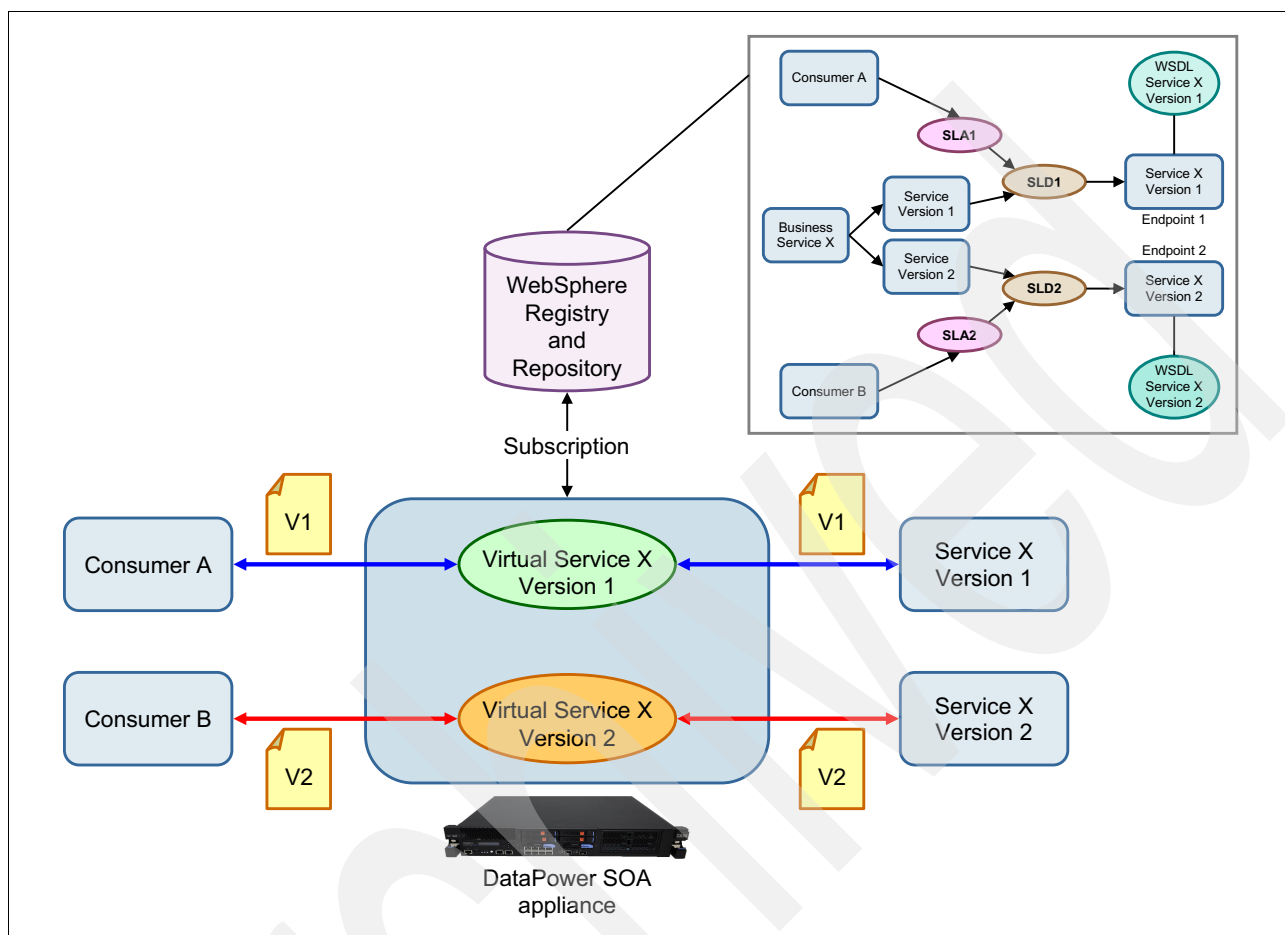 Consumer A
SLA1
Business
Service X
Service
Version 1
Service
Version 2
SLA2
Consumer B
SLD1
SLD2
WSDL
Service X
Version 1
Service X
Version 1
Endpoint 1
Endpoint 2
Service X
Version 2
WSDL
Service X
Version 2
WebSphere
Registry
and
Repository
Subscription
V1
V1
Consumer A
Virtual Service X
Version 1
Service X
Version 1
Consumer B
Virtual Service X
Version 2
Service X
Version 2
V2
V2
DataPower SOA
appliance